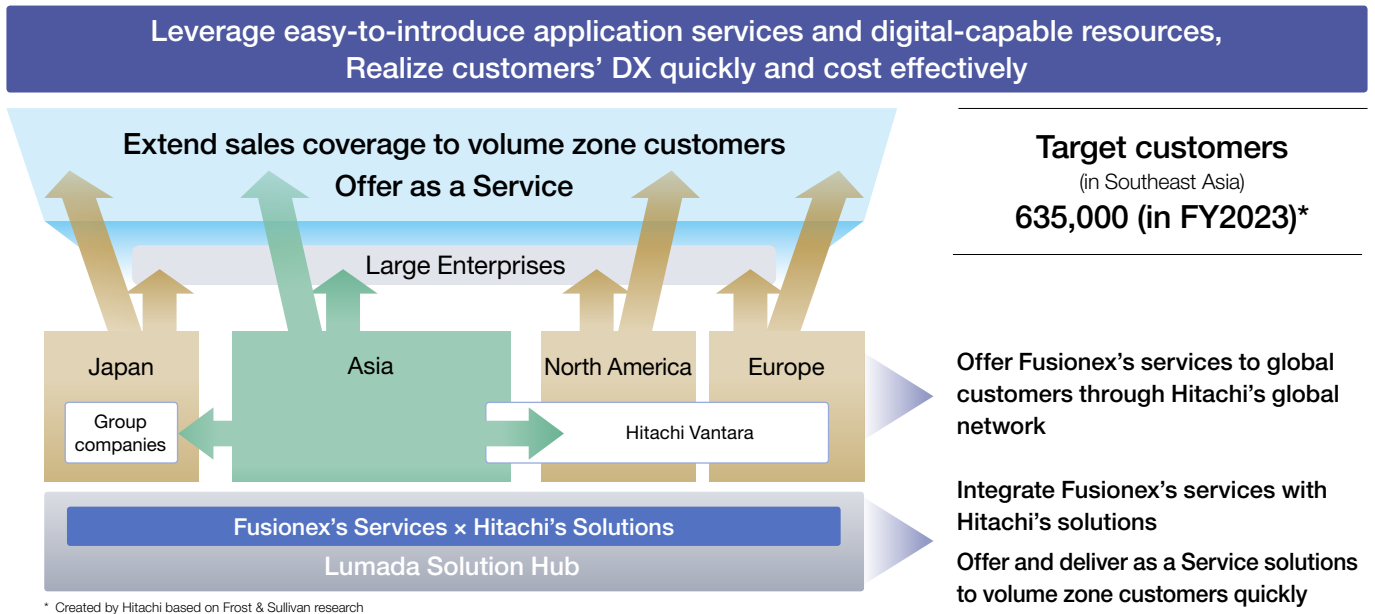 Leverage easy-to-introduce application services and digital-capable resources,
Realize customers' DX quickly and cost effectively
Extend sales coverage to volume zone customers
Offer as a Service
Large Enterprises
Japan
Group
companies
Asia
North America
Europe
Hitachi Vantara
Fusionex's Services × Hitachi's Solutions
Lumada Solution Hub
Target customers
(in Southeast Asia)
635,000 (in FY2023)*
Offer Fusionex's services to global
customers through Hitachi's global
network
Integrate Fusionex's services with
Hitachi's solutions
Offer and deliver as a Service solutions
to volume zone customers quickly
* Created by Hitachi based on Frost & Sullivan research